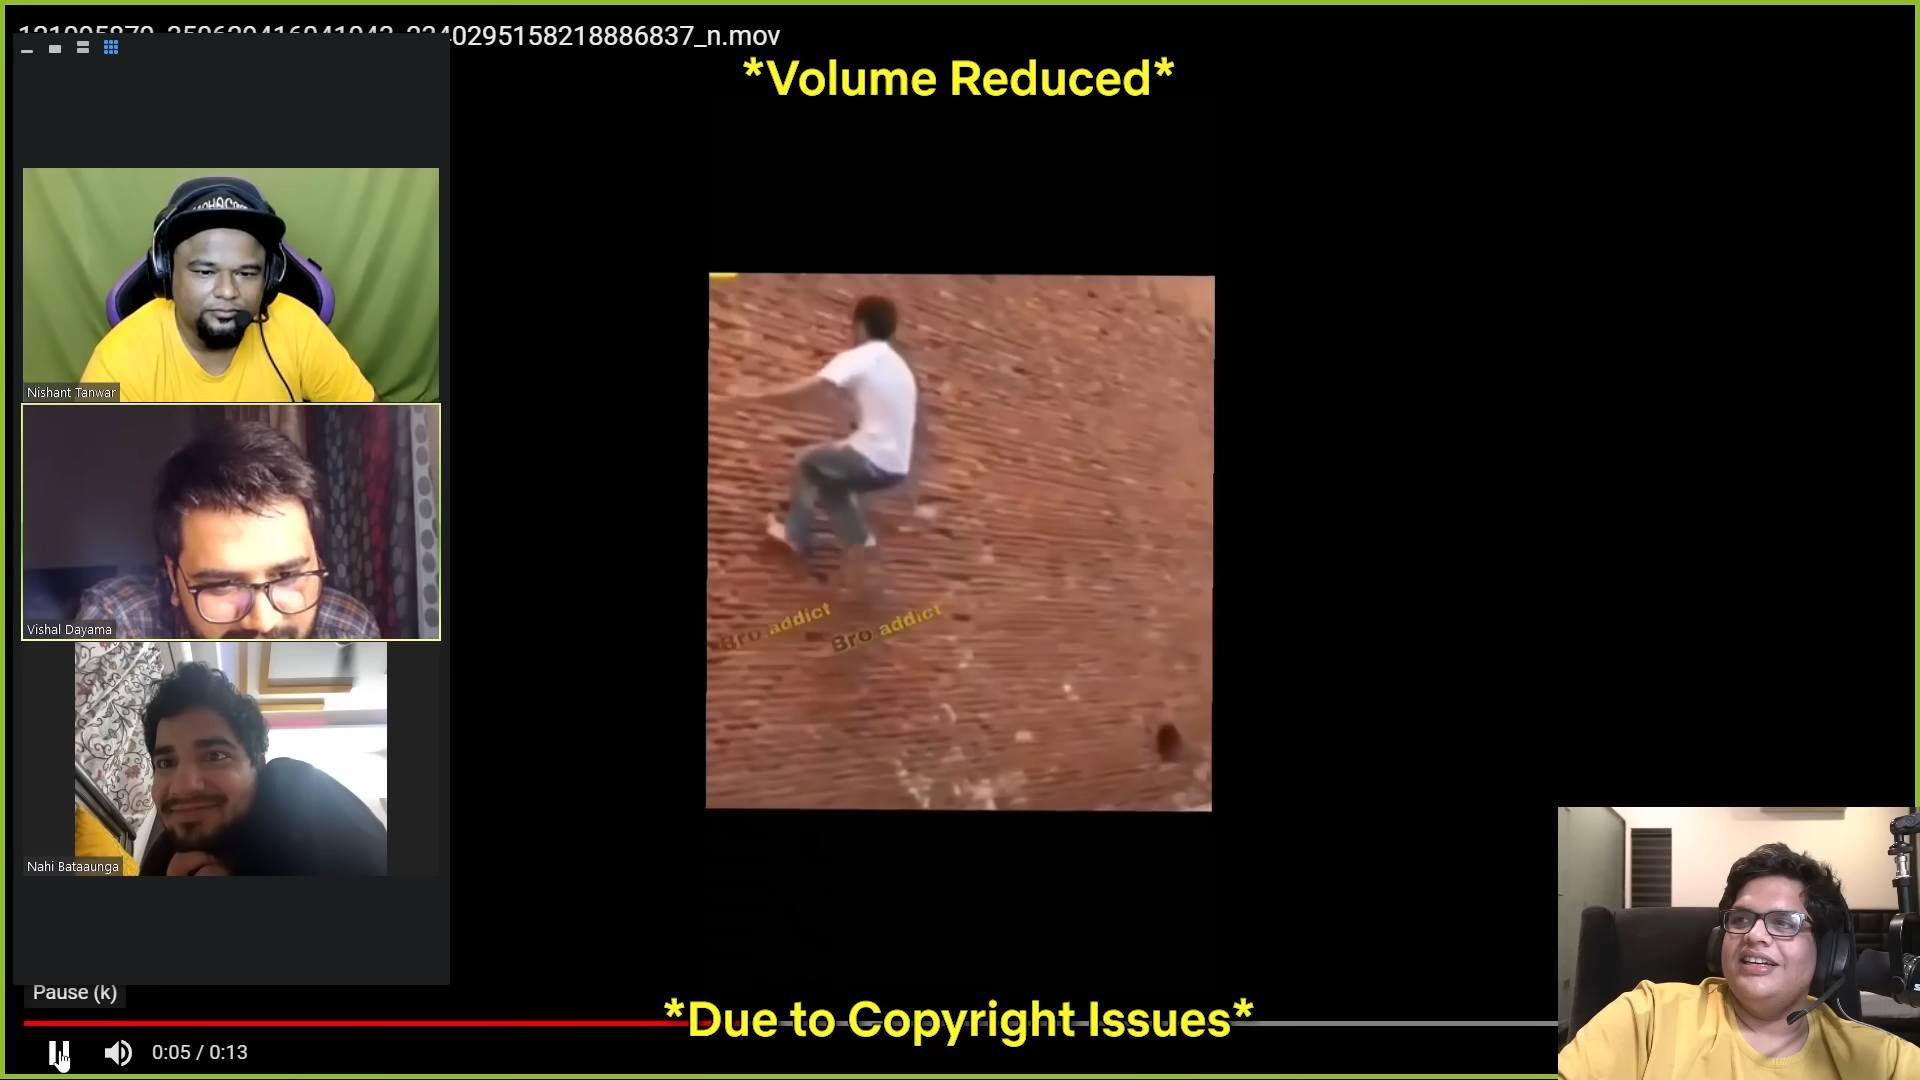 40295158218886837_n.mov
*Volume Reduced*
Nishant Tanwar
Vishal Dayama
Bro addict
Bro addict
Nahi Bataaunga
Pause (k)
*Due to Copyright Issues*
0:05 / 0:13